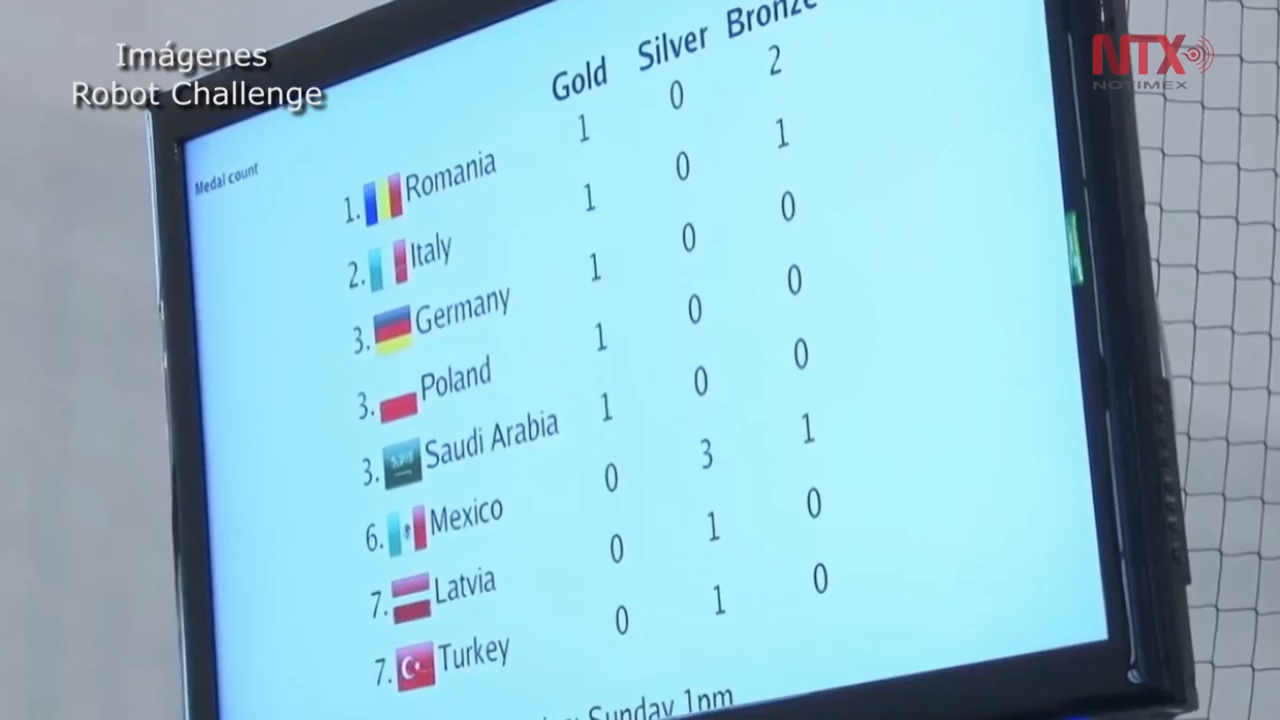 Imágenes
Robot Challenge
NTX
NOTIMEX
Medal count
Gold Silver Bronze
1. Romania 1 0 2
2. Italy 1 0 1
3. Germany 1 0 0
3. Poland 1 0 0
3. Saudi Arabia 1 0 0
6. Mexico 0 3 1
7. Latvia 0 1 0
7. Turkey 0 1 0
Sunday 1pm